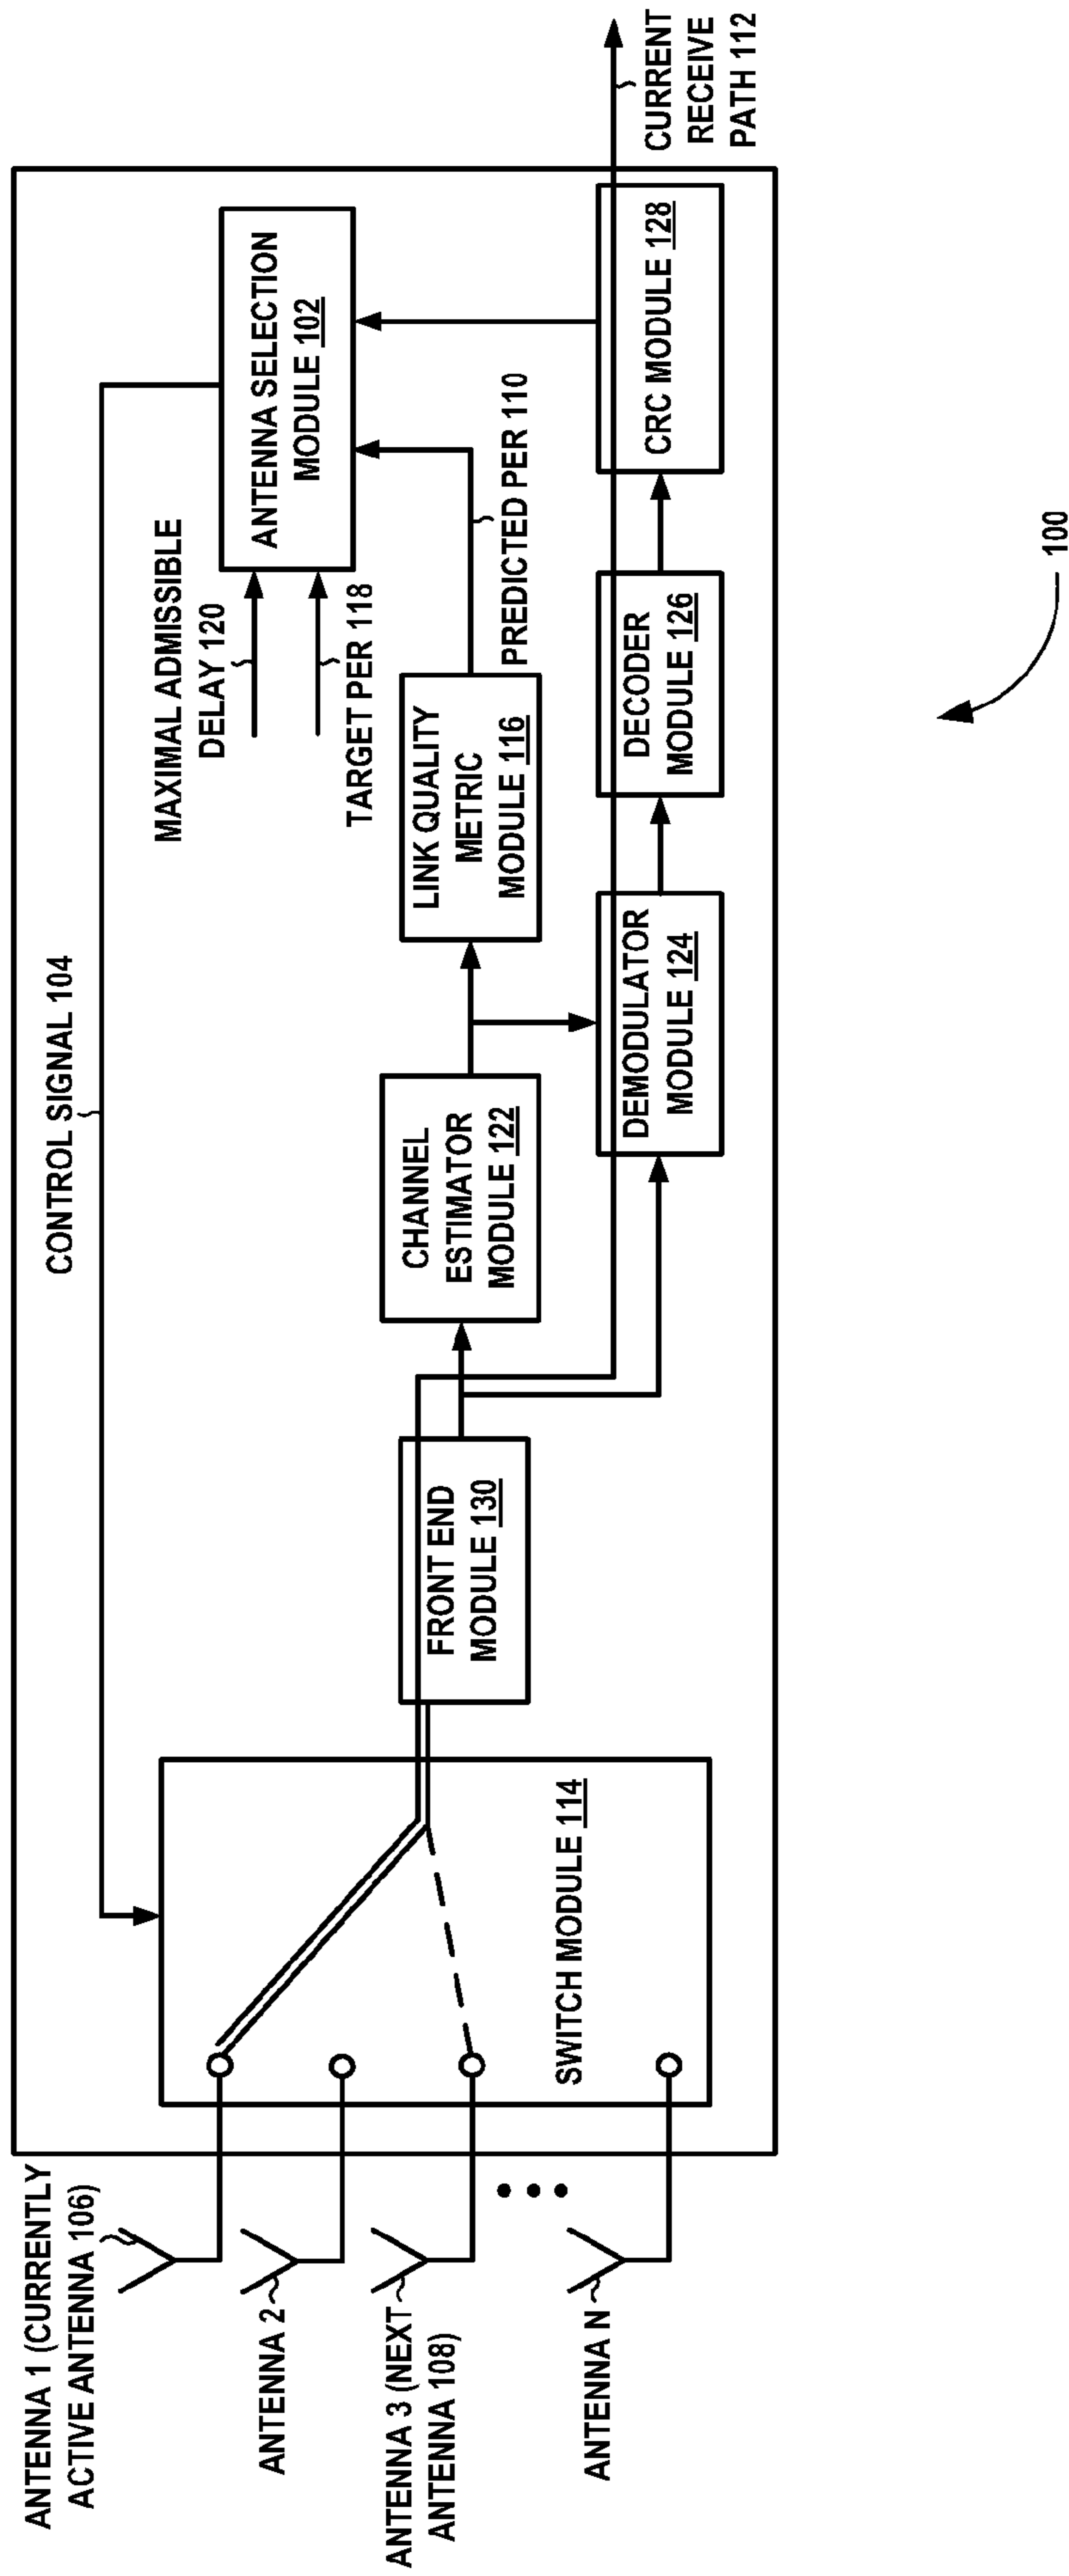 ANTENNA 1 (CURRENTLY
ACTIVE ANTENNA 106)
ANTENNA 2
ANTENNA 3 (NEXT
ANTENNA 108)
ANTENNA N
CONTROL SIGNAL 104
SWITCH MODULE 114
FRONT END
MODULE 130
CHANNEL
ESTIMATOR
MODULE 122
LINK QUALITY
METRIC
MODULE 116
MAXIMAL ADMISSIBLE
DELAY 120
TARGET PER 118
PREDICTED PER 110
ANTENNA SELECTION
MODULE 102
DEMODULATOR
MODULE 124
DECODER
MODULE 126
CRC MODULE 128
CURRENT
RECEIVE
PATH 112
100